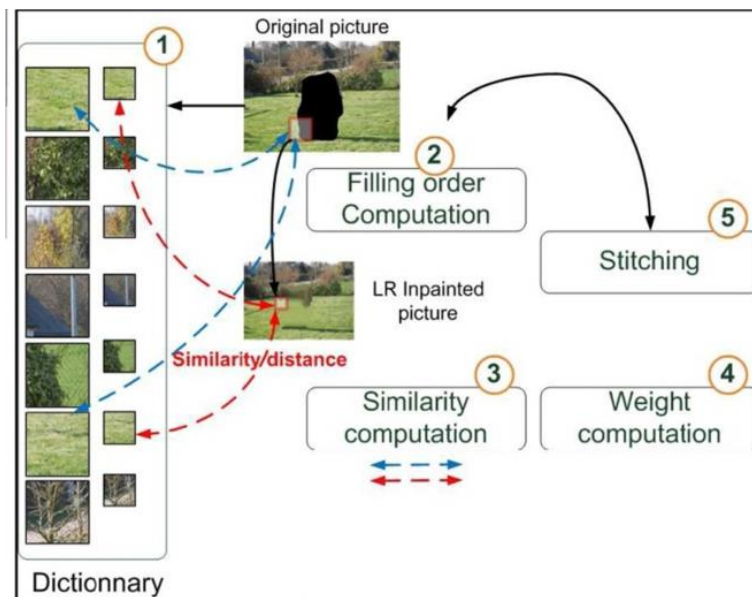 1
Original picture
2
Filling order
Computation
5
Stitching
LR Inpainted
picture
Similarity/distance
3
Similarity
computation
4
Weight
computation
Dictionnary